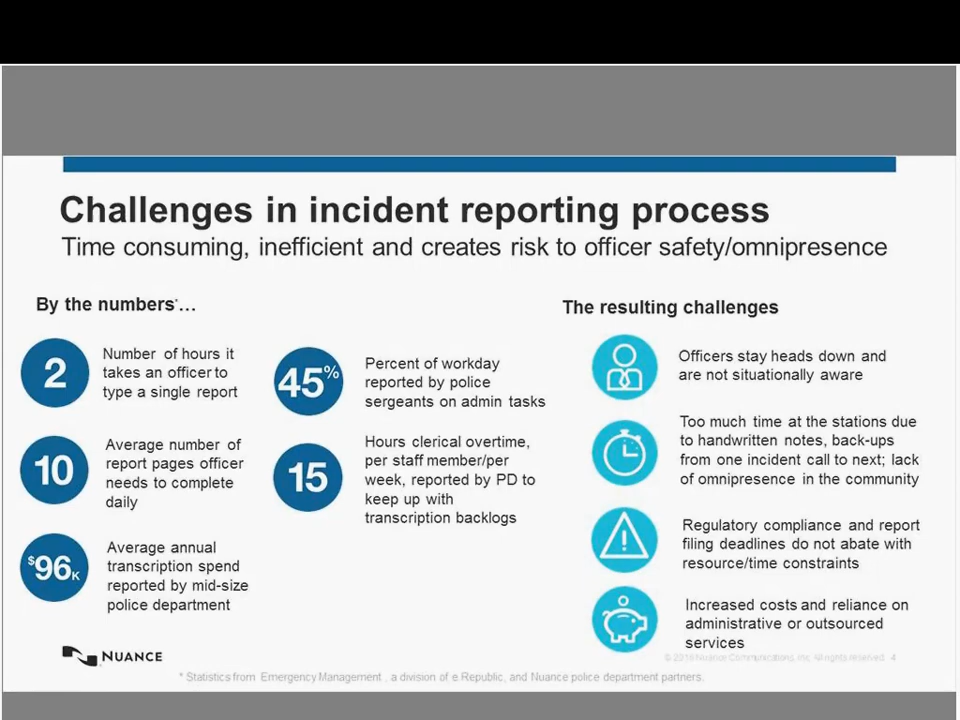 Challenges in incident reporting process
Time consuming, inefficient and creates risk to officer safety/omnipresence
By the numbers*…
2
Number of hours it
takes an officer to
type a single report
10
Average number of
report pages officer
needs to complete
daily
$96K
Average annual
transcription spend
reported by mid-size
police department
45%
Percent of workday
reported by police
sergeants on admin tasks
15
Hours clerical overtime,
per staff member/per
week, reported by PD to
keep up with
transcription backlogs
The resulting challenges
Officers stay heads down and
are not situationally aware
Too much time at the stations due
to handwritten notes, back-ups
from one incident call to next; lack
of omnipresence in the community
Regulatory compliance and report
filing deadlines do not abate with
resource/time constraints
Increased costs and reliance on
administrative or outsourced
services
NUANCE
© Nuance Communications, Inc. All rights reserved. 4
* Statistics from Emergency Management , a division of e.Republic, and Nuance police department partners.